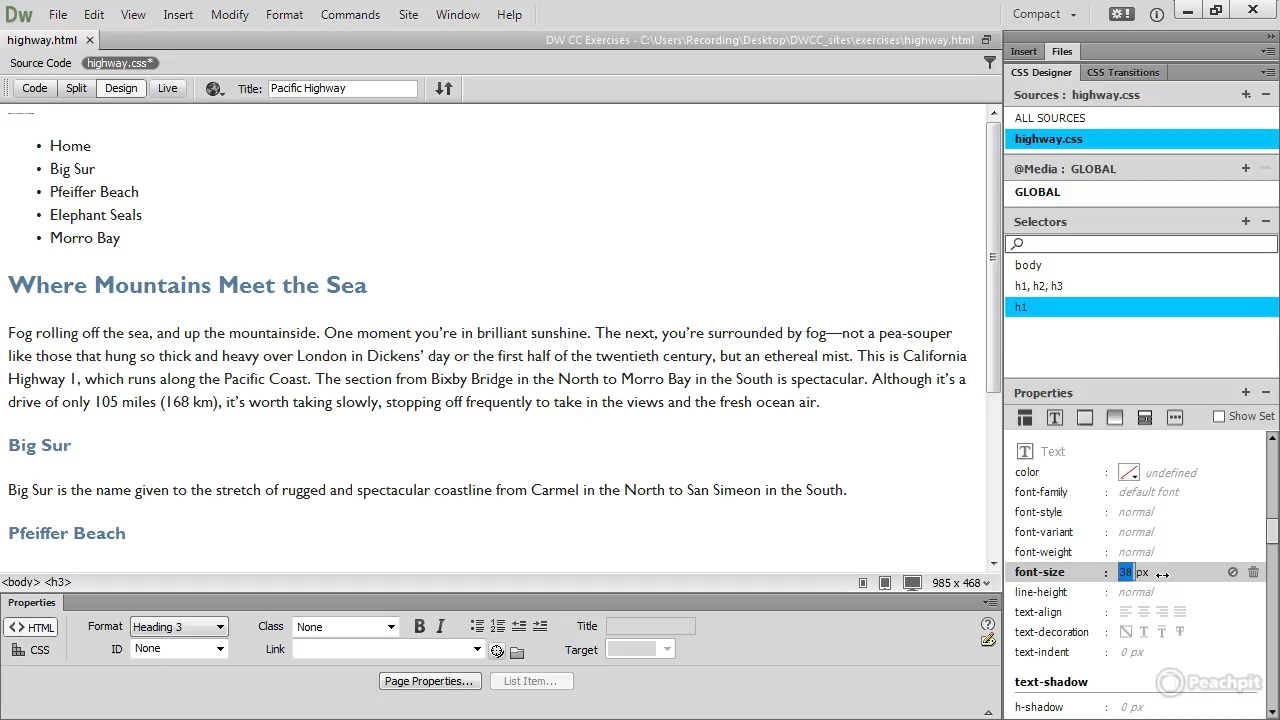 Dw File Edit View Insert Modify Format Commands Site Window Help Compact
highway.html DW CC Exercises - C:\Users\Recording\Desktop\DWCC_sites\exercises\highway.html
Source Code highway.css*
Code Split Design Live Title: Pacific Highway
Home
Big Sur
Pfeiffer Beach
Elephant Seals
Morro Bay
Where Mountains Meet the Sea
Fog rolling off the sea, and up the mountainside. One moment you’re in brilliant sunshine. The next, you’re surrounded by fog—not a pea-souper
like those that hung so thick and heavy over London in Dickens’ day or the first half of the twentieth century, but an ethereal mist. This is California
Highway 1, which runs along the Pacific Coast. The section from Bixby Bridge in the North to Morro Bay in the South is spectacular. Although it’s a
drive of only 105 miles (168 km), it’s worth taking slowly, stopping off frequently to take in the views and the fresh ocean air.
Big Sur
Big Sur is the name given to the stretch of rugged and spectacular coastline from Carmel in the North to San Simeon in the South.
Pfeiffer Beach
<body> <h3> 985 x 468
Properties
HTML Format Heading 3 Class None B I Title
CSS ID None Link Target
Page Properties... List Item...
Insert Files
CSS Designer CSS Transitions
Sources : highway.css
ALL SOURCES
highway.css
@Media : GLOBAL
GLOBAL
Selectors
body
h1, h2, h3
h1
Properties
Show Set
Text
color : undefined
font-family : default font
font-style : normal
font-variant : normal
font-weight : normal
font-size : 38 px
line-height : normal
text-align :
text-decoration :
text-indent : 0 px
text-shadow
h-shadow : 0 px
Peachpit